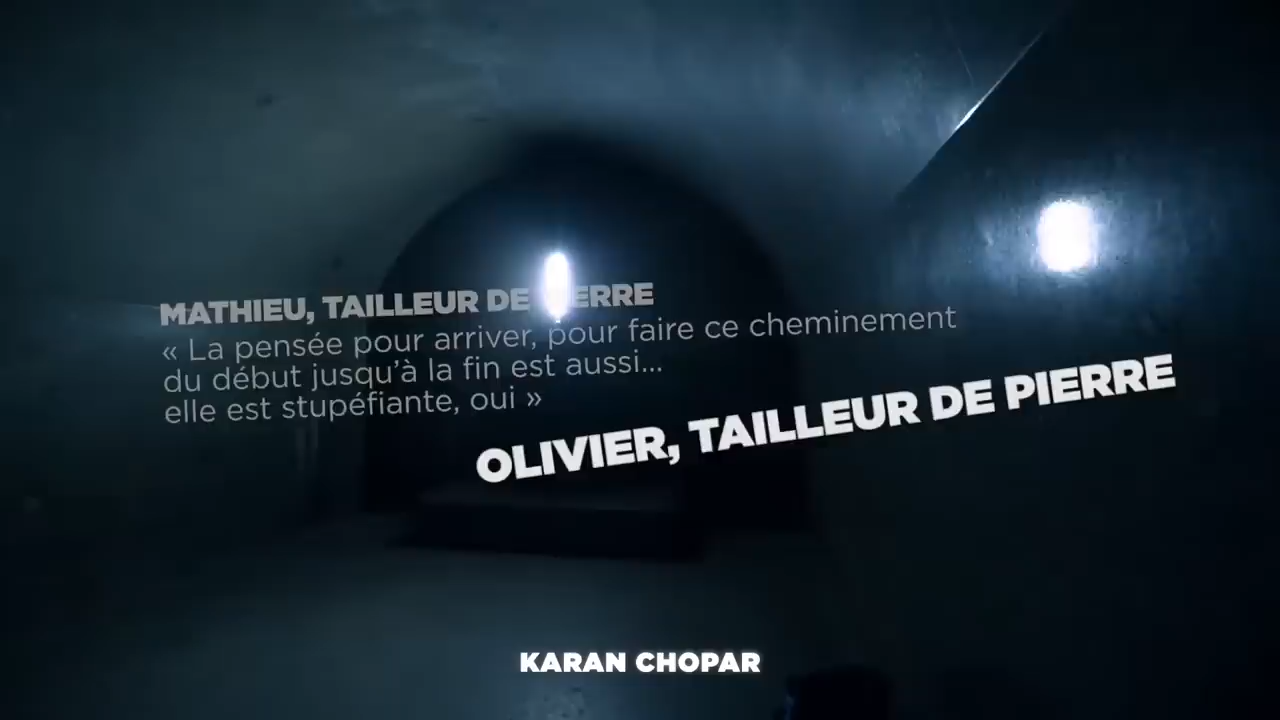 MATHIEU, TAILLEUR DE PIERRE
« La pensée pour arriver, pour faire ce cheminement
du début jusqu'à la fin est aussi...
elle est stupéfiante, oui »
OLIVIER, TAILLEUR DE PIERRE
KARAN CHOPAR